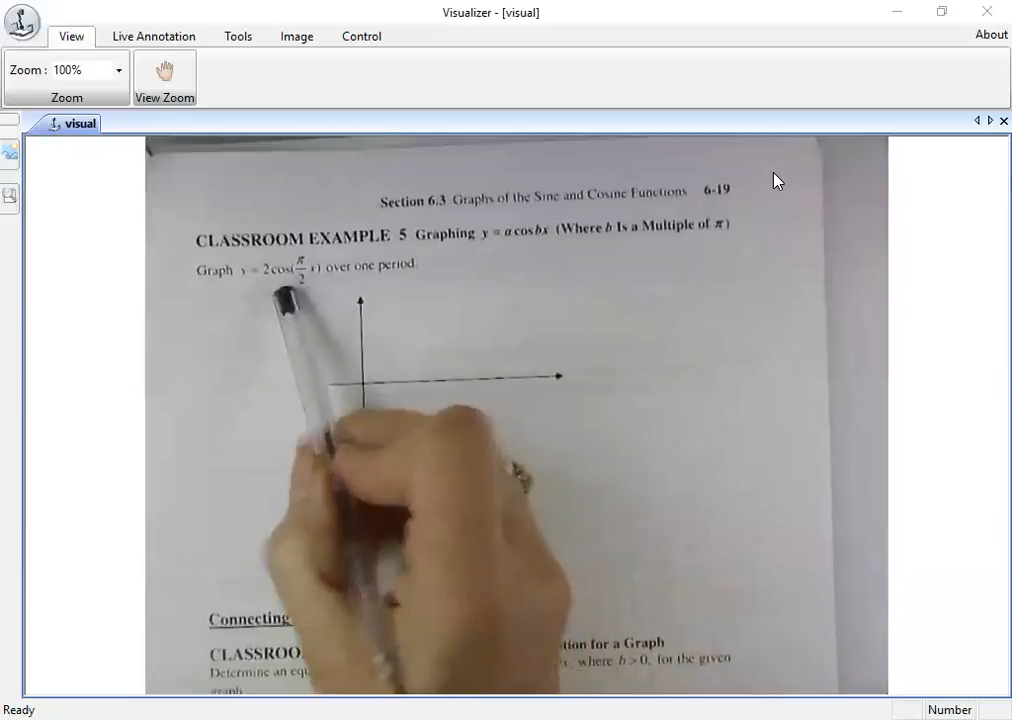 Visualizer - [visual]
View
Live Annotation
Tools
Image
Control
About
Zoom : 100%
Zoom
View Zoom
visual
Section 6.3 Graphs of the Sine and Cosine Functions 6-19
CLASSROOM EXAMPLE 5 Graphing y = a cos bx (Where b Is a Multiple of π)
Graph y = 2cos(π/2 x) over one period.
Connecting
CLASSROO
tion for a Graph
Determine an equ
, where b > 0, for the given
graph
Ready
Number